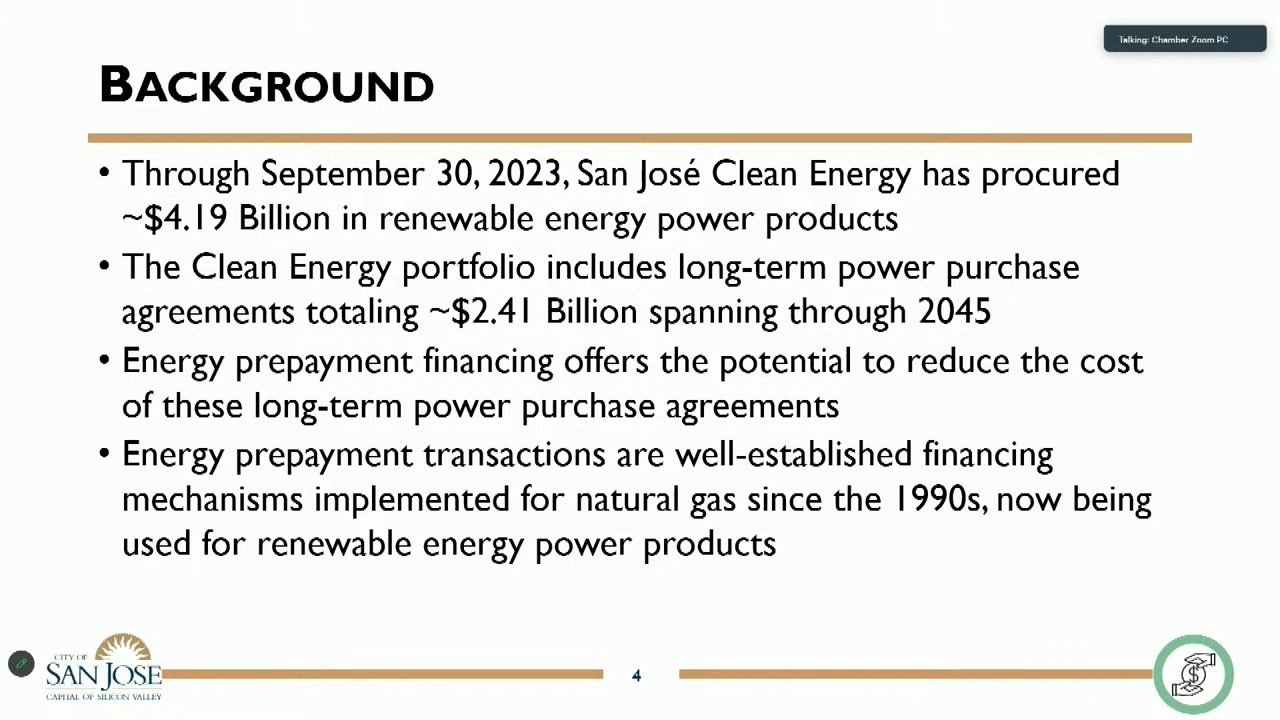 Talking: Chamber Zoom PC
BACKGROUND
• Through September 30, 2023, San José Clean Energy has procured
~$4.19 Billion in renewable energy power products
• The Clean Energy portfolio includes long-term power purchase
agreements totaling ~$2.41 Billion spanning through 2045
• Energy prepayment financing offers the potential to reduce the cost
of these long-term power purchase agreements
• Energy prepayment transactions are well-established financing
mechanisms implemented for natural gas since the 1990s, now being
used for renewable energy power products
CITY OF
SAN JOSE
CAPITAL OF SILICON VALLEY
4
$